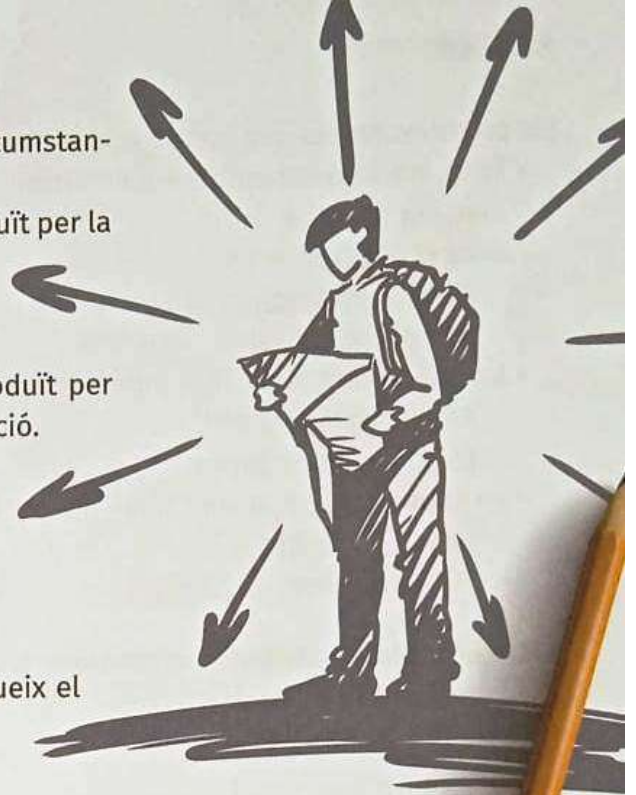 umstan-
uït per la
oduït per
ció.
ueix el